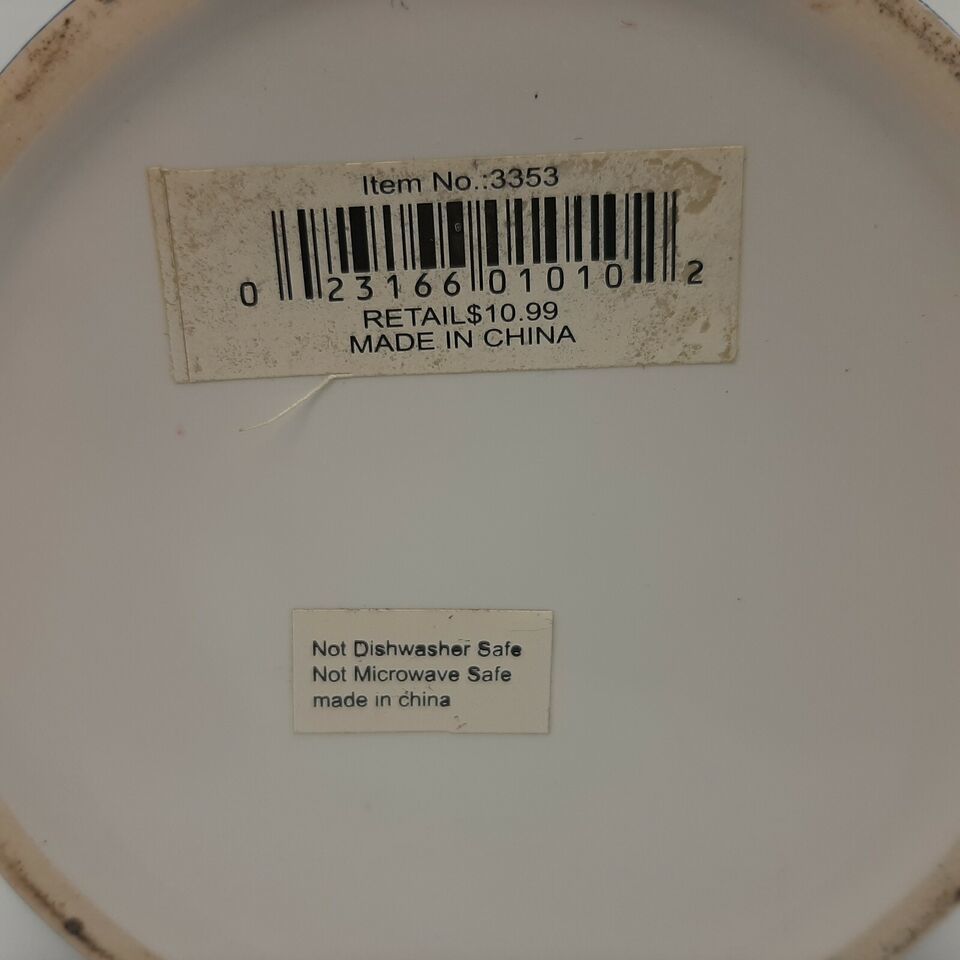 Item No.:3353
0 23166 01010 2
RETAIL$10.99
MADE IN CHINA
Not Dishwasher Safe
Not Microwave Safe
made in china